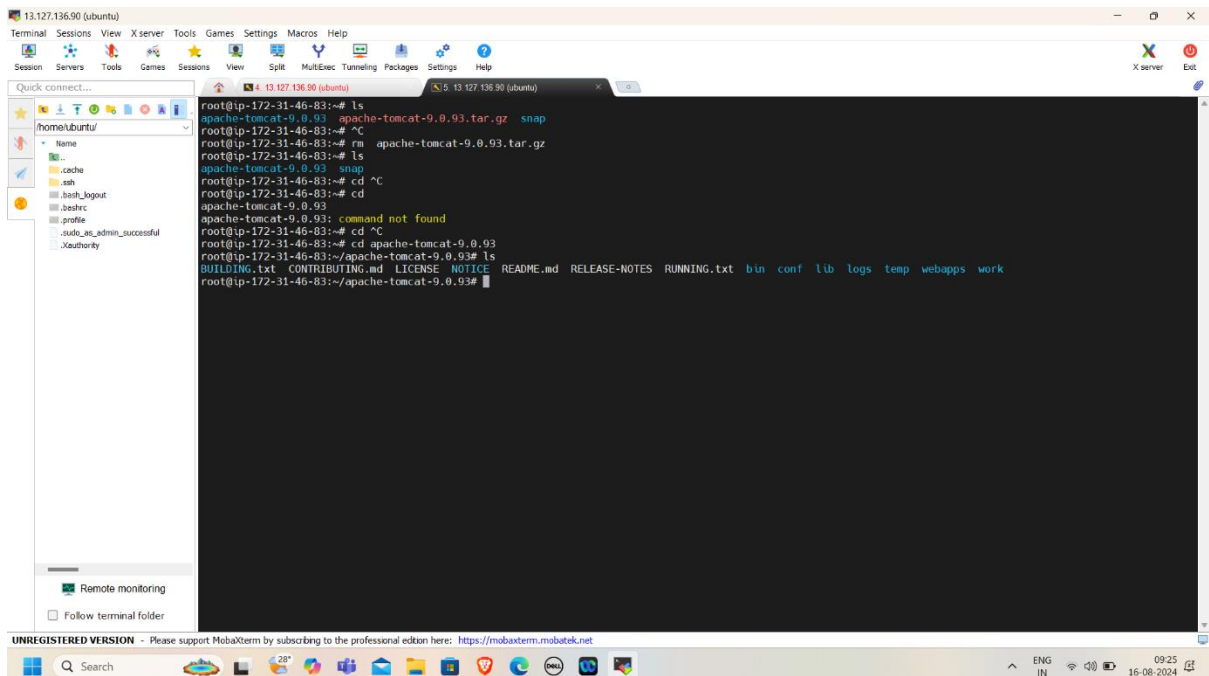 13.127.136.90 (ubuntu)
Terminal Sessions View X server Tools Games Settings Macros Help
Session Servers Tools Games Sessions View Split MultiExec Tunneling Packages Settings Help X server Exit
Quick connect...
4. 13.127.136.90 (ubuntu) 5. 13.127.136.90 (ubuntu)
/home/ubuntu/
Name
..
.cache
.ssh
.bash_logout
.bashrc
.profile
.sudo_as_admin_successful
.Xauthority
root@ip-172-31-46-83:~# ls
apache-tomcat-9.0.93 apache-tomcat-9.0.93.tar.gz snap
root@ip-172-31-46-83:~# ^C
root@ip-172-31-46-83:~# rm apache-tomcat-9.0.93.tar.gz
root@ip-172-31-46-83:~# ls
apache-tomcat-9.0.93 snap
root@ip-172-31-46-83:~# cd ^C
root@ip-172-31-46-83:~# cd
apache-tomcat-9.0.93
apache-tomcat-9.0.93: command not found
root@ip-172-31-46-83:~# cd ^C
root@ip-172-31-46-83:~# cd apache-tomcat-9.0.93
root@ip-172-31-46-83:~/apache-tomcat-9.0.93# ls
BUILDING.txt CONTRIBUTING.md LICENSE NOTICE README.md RELEASE-NOTES RUNNING.txt bin conf lib logs temp webapps work
root@ip-172-31-46-83:~/apache-tomcat-9.0.93#
Remote monitoring
Follow terminal folder
UNREGISTERED VERSION - Please support MobaXterm by subscribing to the professional edition here: https://mobaxterm.mobatek.net
Search 28° DELL ENG 09:25
IN 16-08-2024